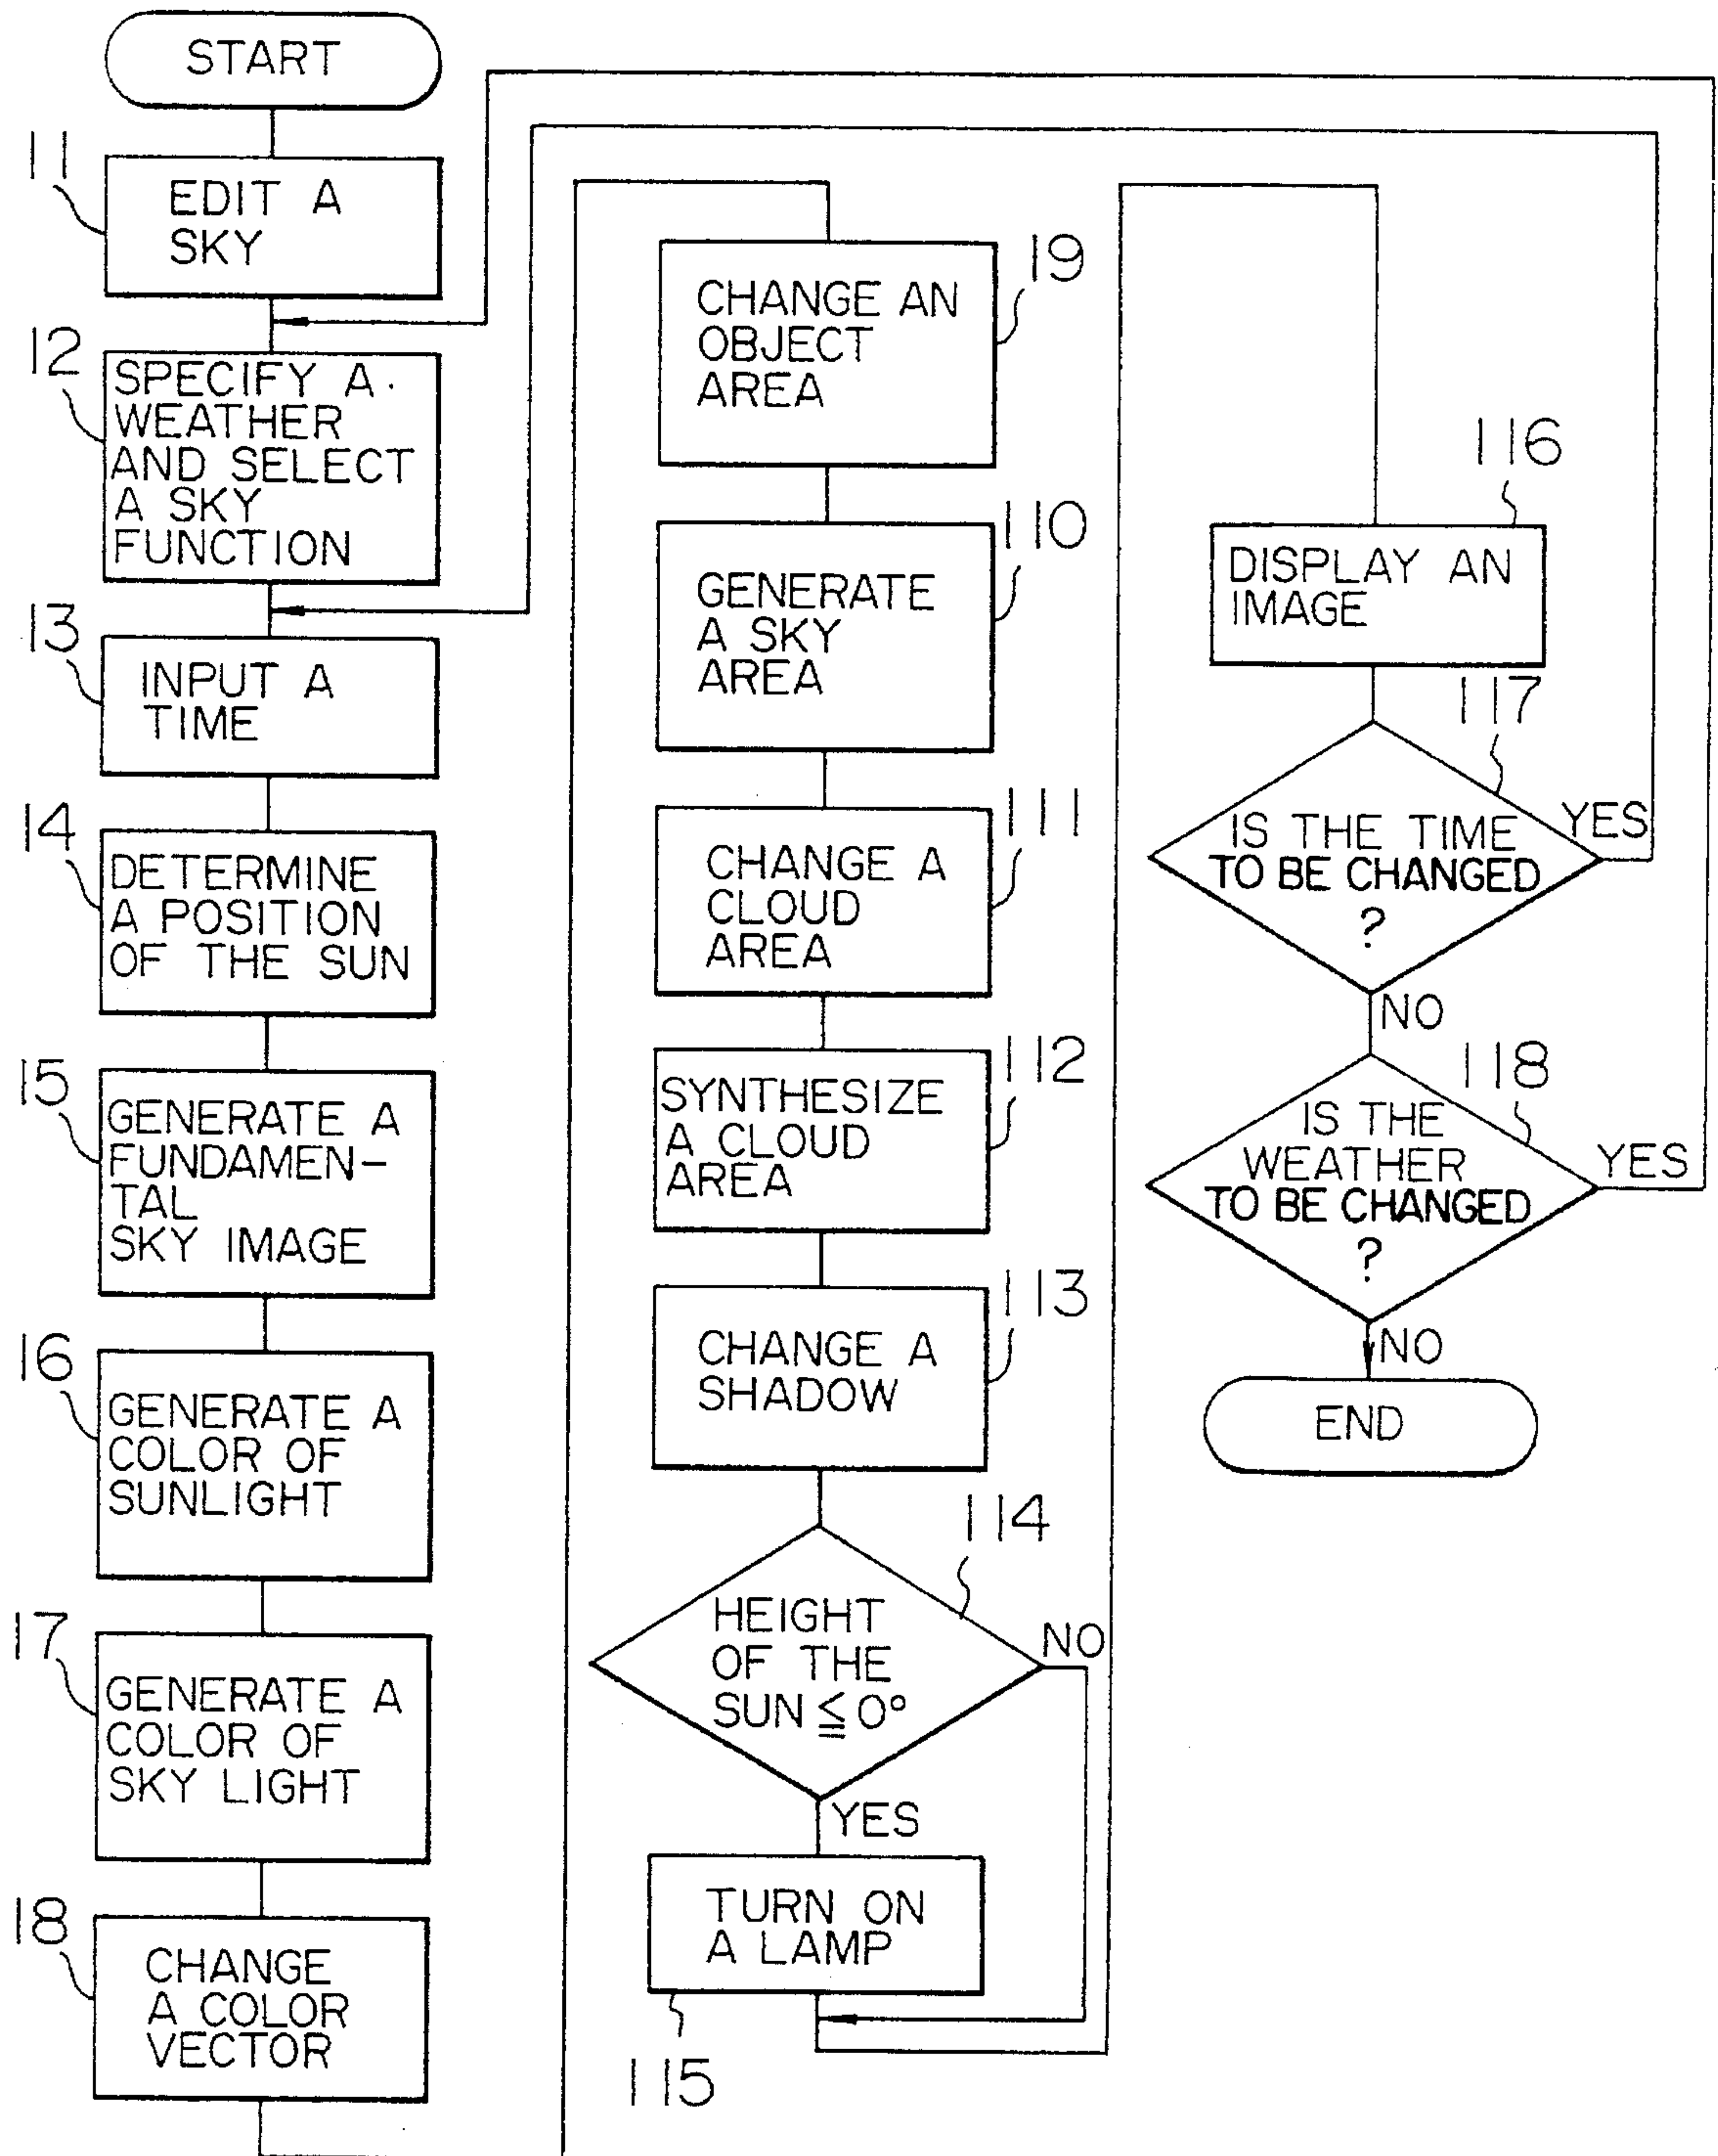 START
11
EDIT A
SKY
12
SPECIFY A
WEATHER
AND SELECT
A SKY
FUNCTION
13
INPUT A
TIME
14
DETERMINE
A POSITION
OF THE SUN
15
GENERATE A
FUNDAMEN-
TAL
SKY IMAGE
16
GENERATE A
COLOR OF
SUNLIGHT
17
GENERATE A
COLOR OF
SKY LIGHT
18
CHANGE
A COLOR
VECTOR
19
CHANGE AN
OBJECT
AREA
110
GENERATE
A SKY
AREA
111
CHANGE A
CLOUD
AREA
112
SYNTHESIZE
A CLOUD
AREA
113
CHANGE A
SHADOW
114
HEIGHT
OF THE
SUN ≦ 0°
NO
YES
TURN ON
A LAMP
115
116
DISPLAY AN
IMAGE
117
IS THE TIME
TO BE CHANGED
?
YES
NO
118
IS THE
WEATHER
TO BE CHANGED
?
YES
NO
END